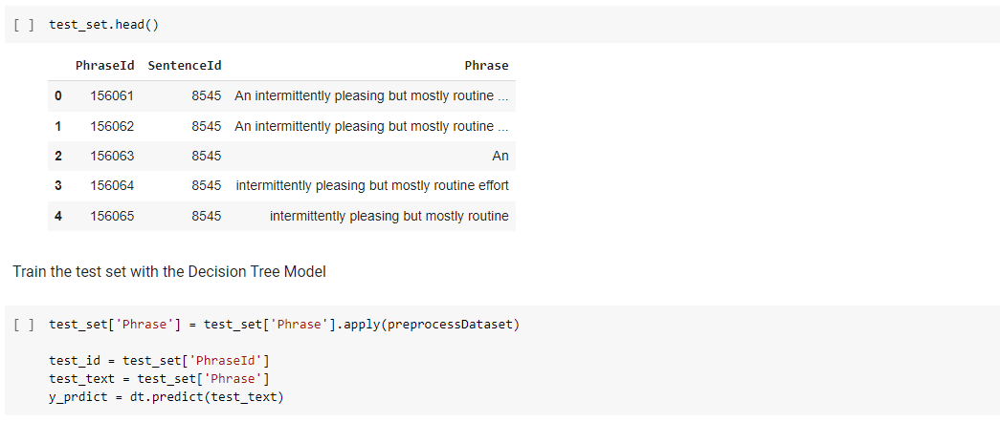 [ ] test_set.head()
PhraseId SentenceId Phrase
0 156061 8545 An intermittently pleasing but mostly routine ...
1 156062 8545 An intermittently pleasing but mostly routine ...
2 156063 8545 An
3 156064 8545 intermittently pleasing but mostly routine effort
4 156065 8545 intermittently pleasing but mostly routine
Train the test set with the Decision Tree Model
[ ] test_set['Phrase'] = test_set['Phrase'].apply(preprocessDataset)
test_id = test_set['PhraseId']
test_text = test_set['Phrase']
y_prdict = dt.predict(test_text)